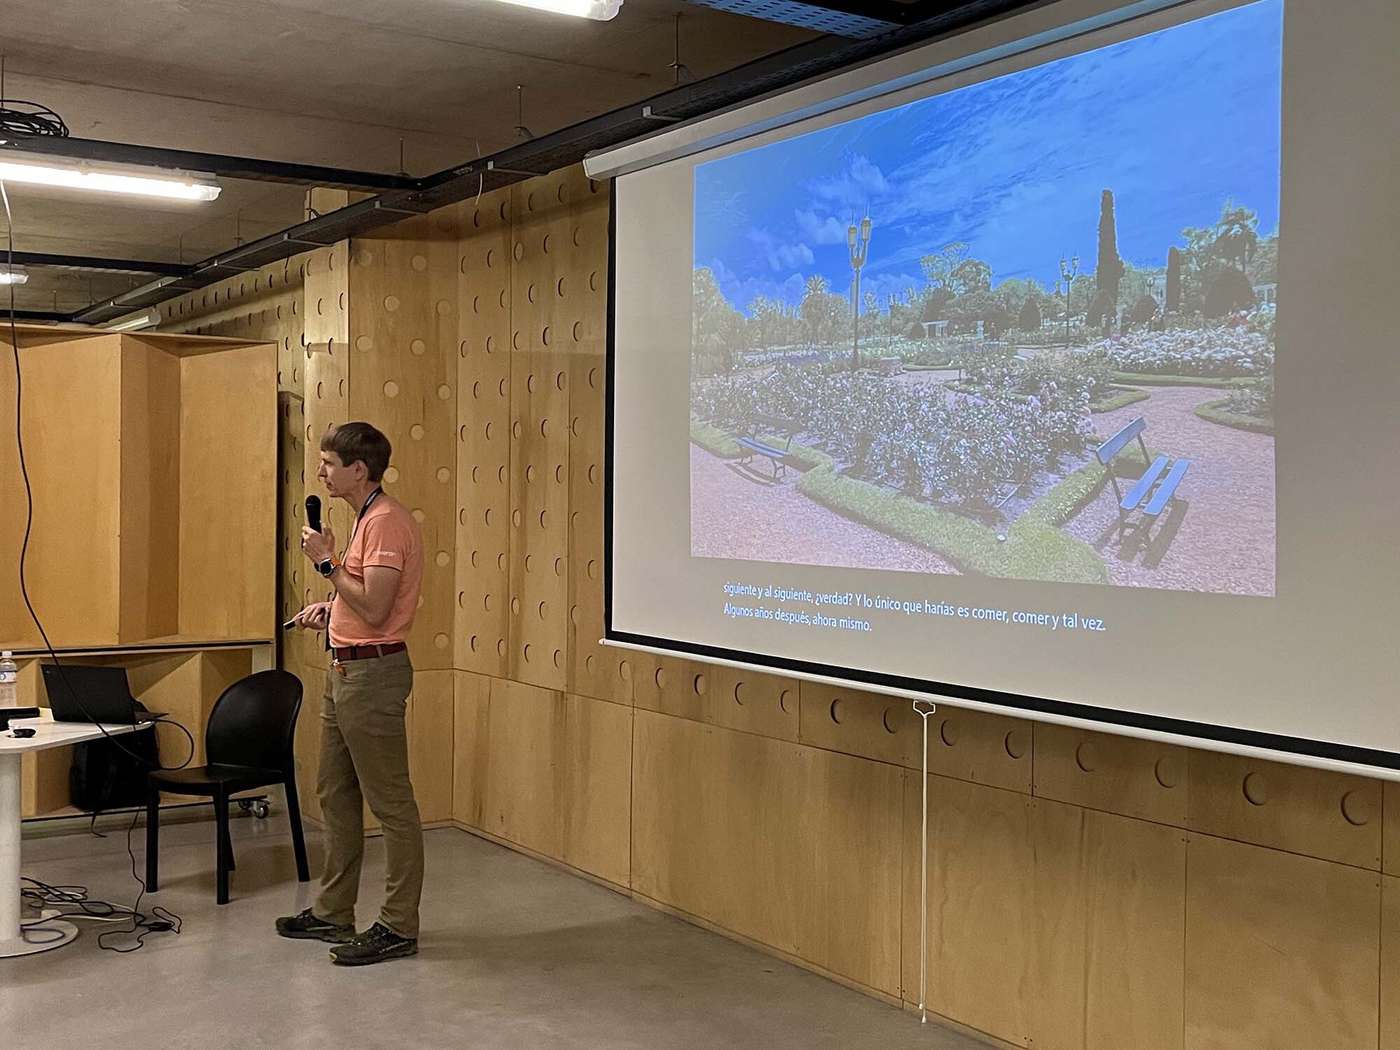 siguiente y al siguiente, ¿verdad? Y lo único que harías es comer, comer y tal vez.
Algunos años después, ahora mismo.